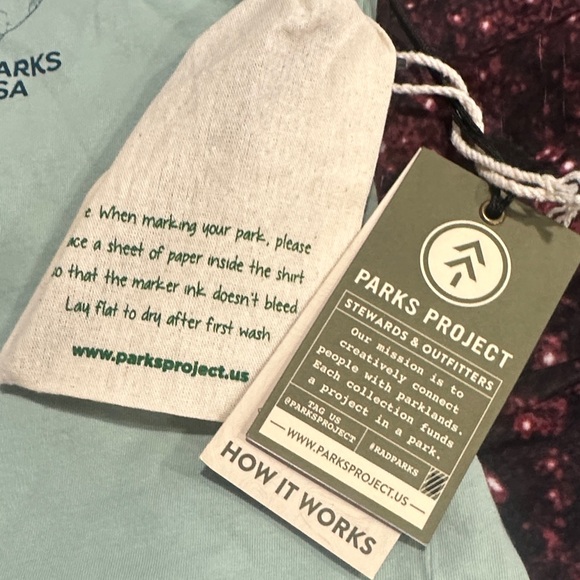 ARKS
SA
e When marking your park, please
ace a sheet of paper inside the shirt
so that the marker ink doesn't bleed
Lay flat to dry after first wash
www.parksproject.us
PARKS PROJECT
STEWARDS & OUTFITTERS
Our mission is to
creatively connect
people with parklands.
Each collection funds
a project in a park.
TAG US
@PARKSPROJECT
#RADPARKS
WWW.PARKSPROJECT.US
HOW IT WORKS